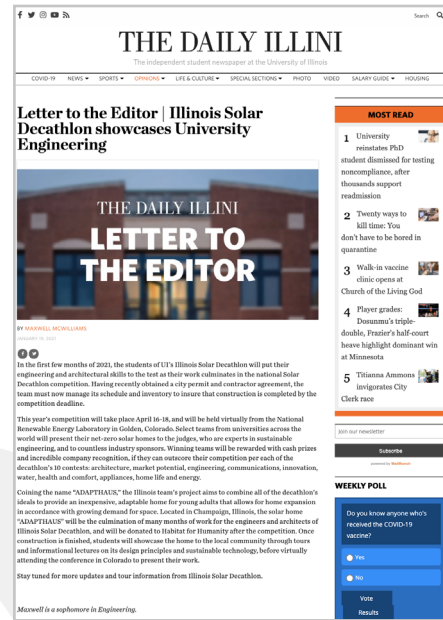 Search
THE DAILY ILLINI
The independent student newspaper at the University of Illinois
COVID-19 NEWS SPORTS OPINIONS LIFE & CULTURE SPECIAL SECTIONS PHOTO VIDEO SALARY GUIDE HOUSING
Letter to the Editor | Illinois Solar
Decathlon showcases University
Engineering
THE DAILY ILLINI
LETTER TO
THE EDITOR
BY MAXWELL MCWILLIAMS
In the first few months of 2021, the students of UI's Illinois Solar Decathlon will put their
engineering and architectural skills to the test as their work culminates in the national Solar
Decathlon competition. Having recently obtained a city permit and contractor agreement, the
team must now manage its schedule and inventory to insure that construction is completed by the
competition deadline.
This year's competition will take place April 16-18, and will be held virtually from the National
Renewable Energy Laboratory in Golden, Colorado. Select teams from universities across the
world will present their net-zero solar homes to the judges, who are experts in sustainable
engineering, and to countless industry sponsors. Winning teams will be rewarded with cash prizes
and incredible company recognition, if they can outscore their competition per each of the
decathlon's 10 contests: architecture, market potential, engineering, communications, innovation,
water, health and comfort, appliances, home life and energy.
Coining the name "ADAPTHAUS," the Illinois team's project aims to combine all of the decathlon's
ideals to provide an inexpensive, adaptable home for young adults that allows for home expansion
in accordance with growing demand for space. Located in Champaign, Illinois, the solar home
"ADAPTHAUS" will be the culmination of many months of work for the engineers and architects of
Illinois Solar Decathlon, and will be donated to Habitat for Humanity after the competition. Once
construction is finished, students will showcase the home to the local community through tours
and informational lectures on its design principles and sustainable technology, before virtually
attending the conference in Colorado to present their work.
Stay tuned for more updates and tour information from Illinois Solar Decathlon.
Maxwell is a sophomore in Engineering.
MOST READ
1 University
reinstates PhD
student dismissed for testing
noncompliance, after
thousands support
readmission
2 Twenty ways to
kill time: You
don't have to be bored in
quarantine
3 Walk-in vaccine
clinic opens at
Church of the Living God
4 Player grades:
Dosunmu's triple-
double, Frazier's half-court
heave highlight dominant win
at Minnesota
5 Titianna Ammons
invigorates City
Clerk race
Join our newsletter
Subscribe
powered by MailMunch
WEEKLY POLL
Do you know anyone who's
received the COVID-19
vaccine?
Yes
No
Vote
Results